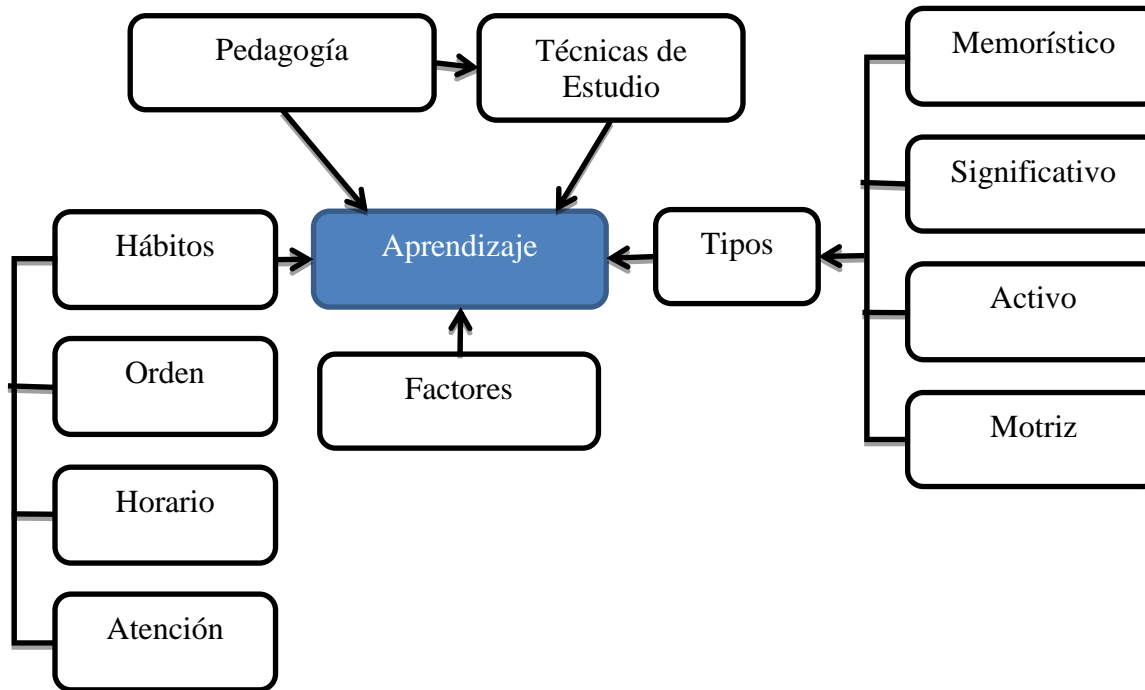 Pedagogía
Técnicas de
Estudio
Memorístico
Significativo
Hábitos
Aprendizaje
Tipos
Activo
Orden
Factores
Motriz
Horario
Atención